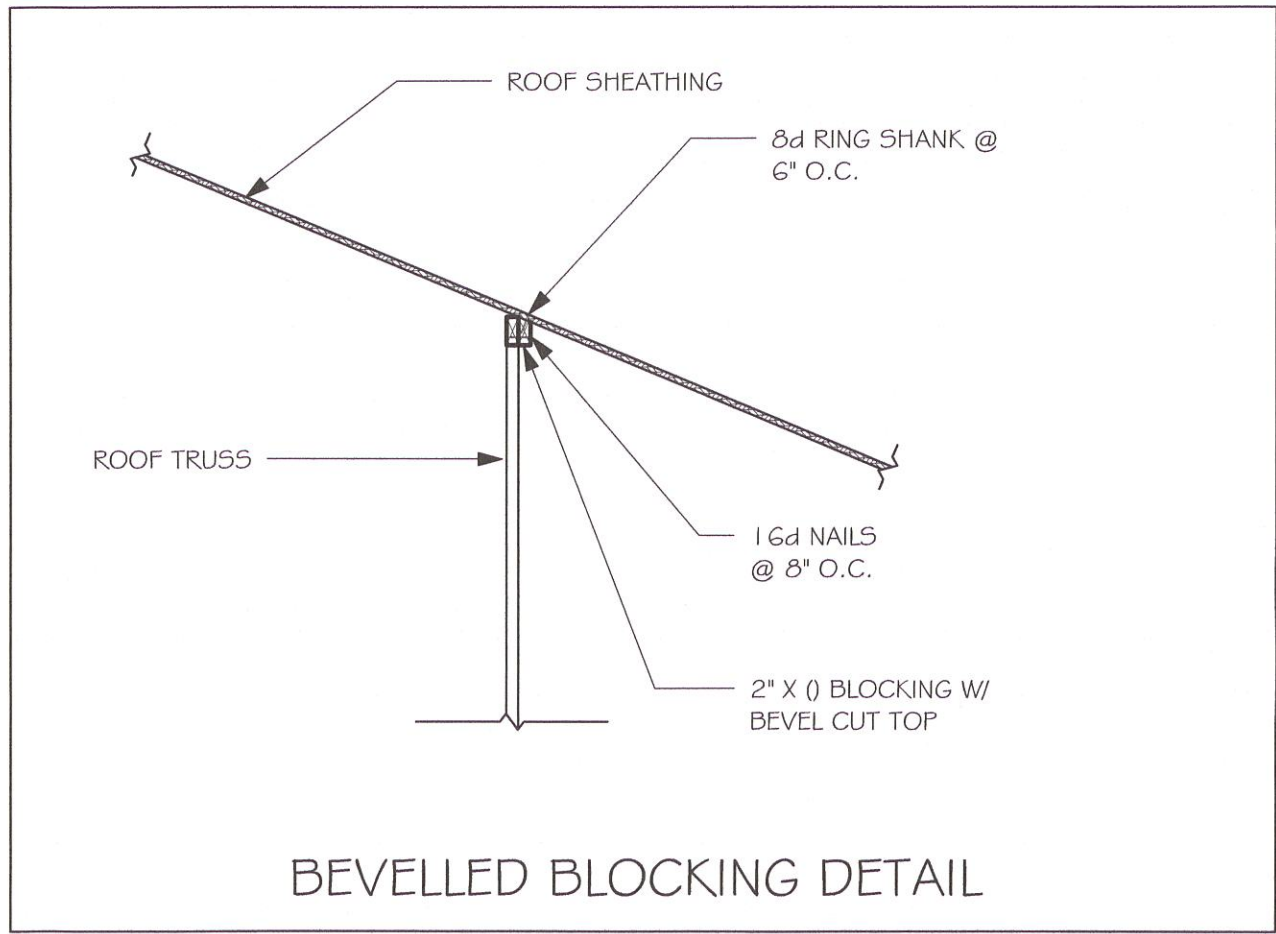 ROOF SHEATHING
8d RING SHANK @
6" O.C.
ROOF TRUSS
16d NAILS
@ 8" O.C.
2" X () BLOCKING W/
BEVEL CUT TOP
BEVELLED BLOCKING DETAIL